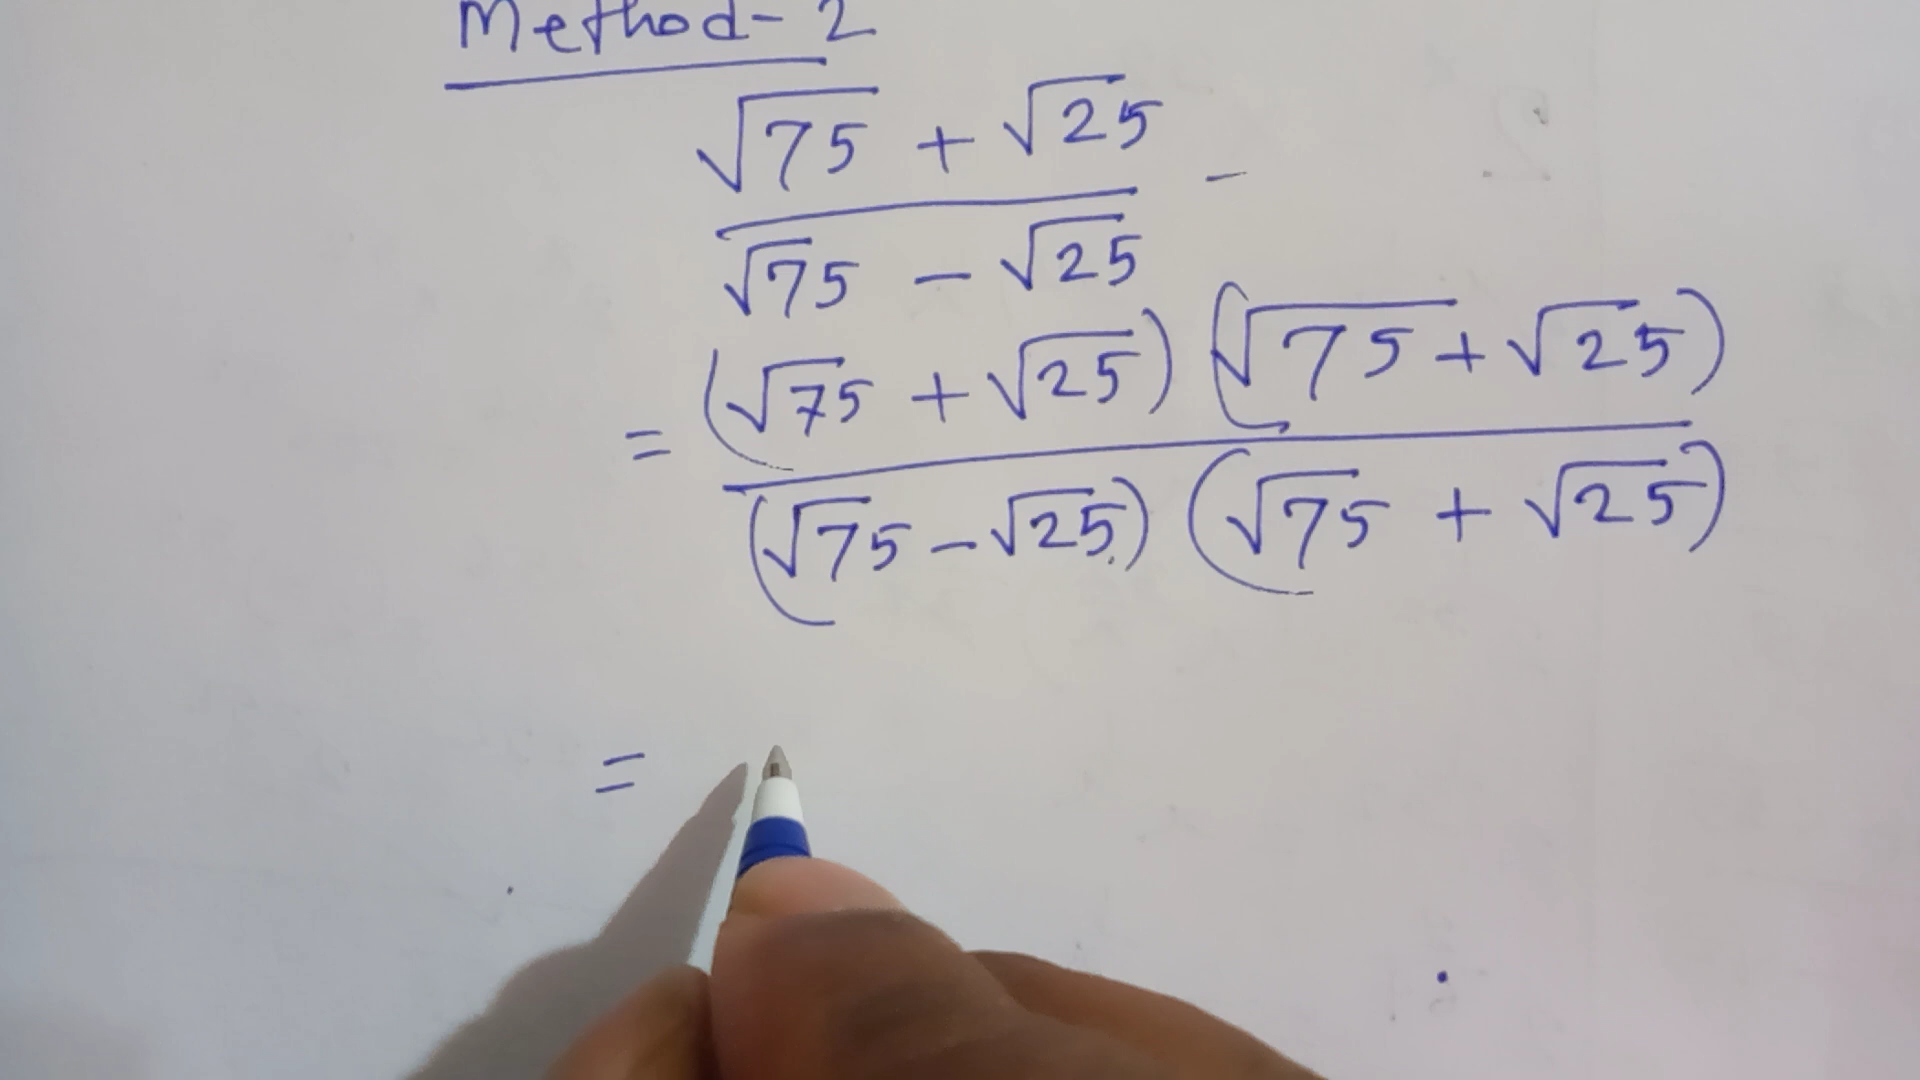 Method-2
√75 + √25
√75 - √25
= (√75 + √25) (√75 + √25)
(√75 - √25) (√75 + √25)
=